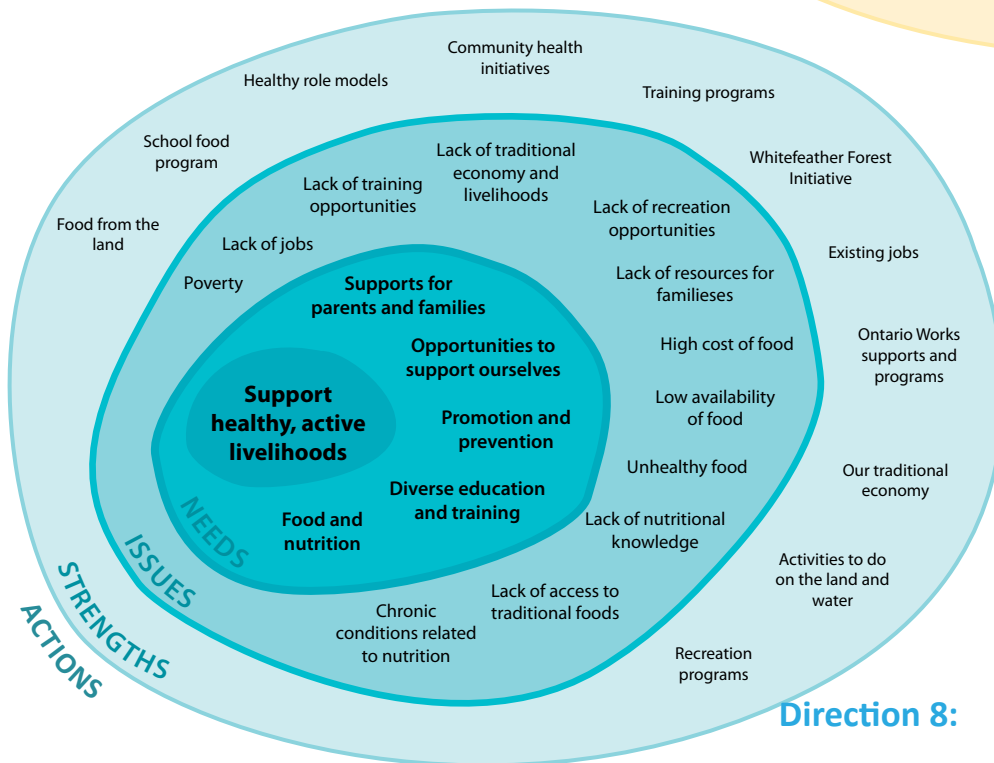 Community health
initiatives
Healthy role models
Training programs
School food
program
Whitefeather Forest
Initiative
Food from the
land
Existing jobs
Ontario Works
supports and
programs
Our traditional
economy
Activities to do
on the land and
water
Recreation
programs
Lack of traditional
economy and
livelihoods
Lack of training
opportunities
Lack of recreation
opportunities
Lack of jobs
Poverty
Lack of resources for
familieses
High cost of food
Low availability
of food
Unhealthy food
Lack of nutritional
knowledge
Lack of access to
traditional foods
Chronic
conditions related
to nutrition
Supports for
parents and families
Opportunities to
support ourselves
Promotion and
prevention
Diverse education
and training
Food and
nutrition
Support
healthy, active
livelihoods
NEEDS
ISSUES
STRENGTHS
ACTIONS
Direction 8: